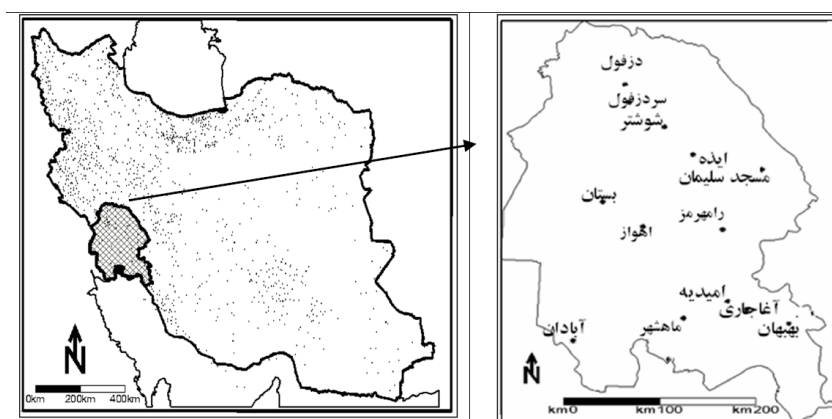 N
0km 200km 400km
دزفول
سردزفول
شوشتر
ایذه
مسجد سلیمان
بستان
رامهرمز
اهواز
امیدیه
آغاجاری
بهبهان
ماهشهر
آبادان
N
km0 km100 km200